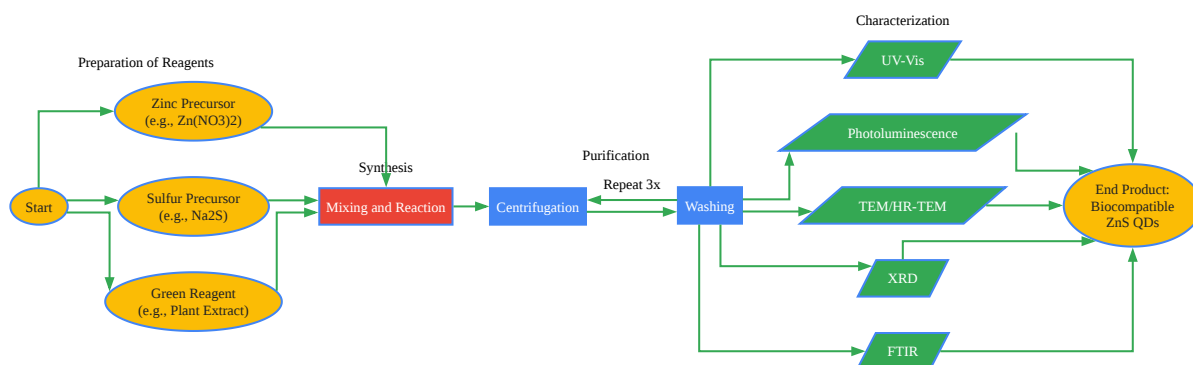 Characterization
UV-Vis
Preparation of Reagents
Zinc Precursor
(e.g., Zn(NO3)2)
Photoluminescence
Synthesis
Purification
Repeat 3x
Start
Sulfur Precursor
(e.g., Na2S)
Mixing and Reaction
Centrifugation
Washing
TEM/HR-TEM
End Product:
Biocompatible
ZnS QDs
XRD
Green Reagent
(e.g., Plant Extract)
FTIR